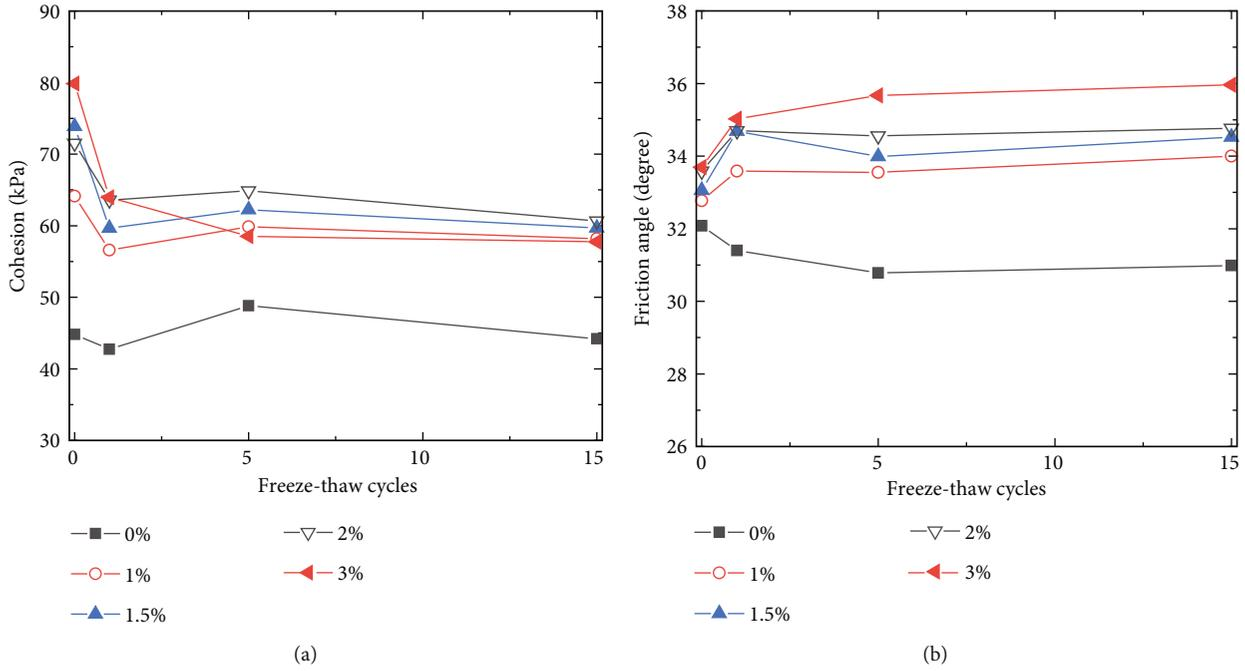 90
80
70
60
50
40
30
Cohesion (kPa)
0 5 10 15
Freeze-thaw cycles
0% 2%
1% 3%
1.5%
(a)
38
36
34
32
30
28
26
Friction angle (degree)
0 5 10 15
Freeze-thaw cycles
0% 2%
1% 3%
1.5%
(b)